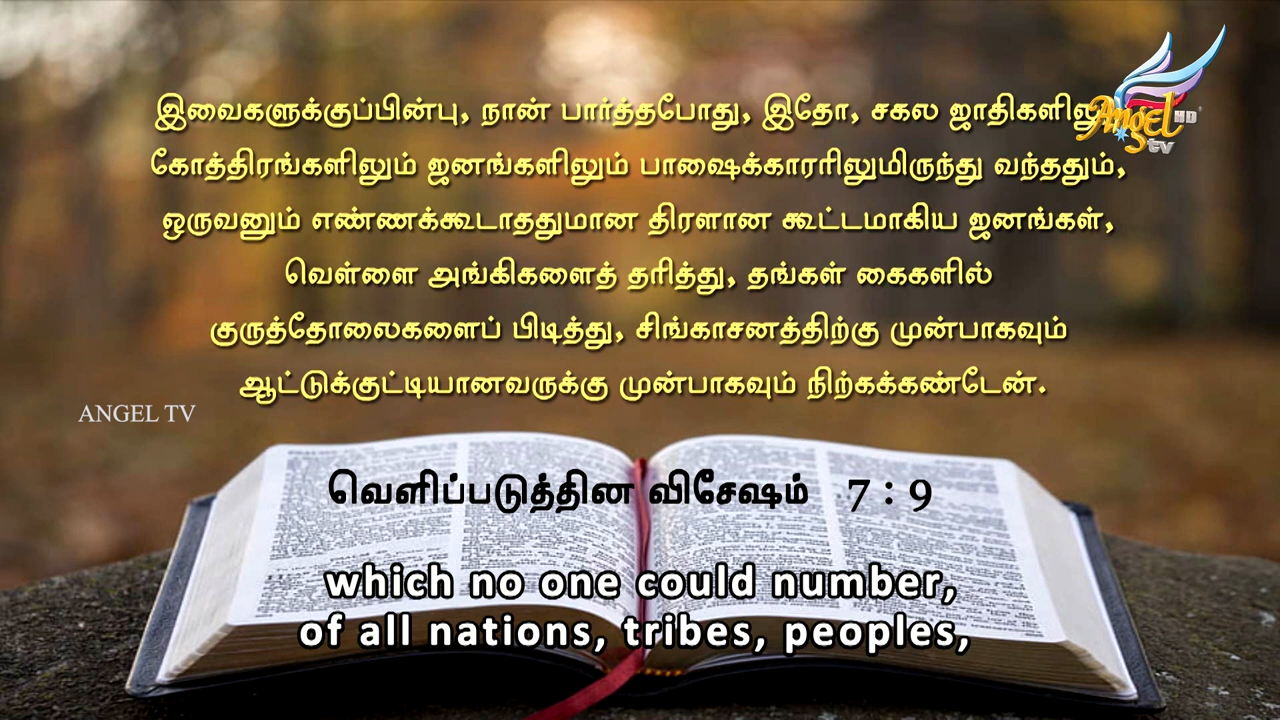 இவைகளுக்குப்பின்பு, நான் பார்த்தபோது, இதோ, சகல ஜாதிகளிலு
கோத்திரங்களிலும் ஜனங்களிலும் பாஷைக்காரரிலுமிருந்து வந்ததும்,
ஒருவனும் எண்ணக்கூடாததுமான திரளான கூட்டமாகிய ஜனங்கள்,
வெள்ளை அங்கிகளைத் தரித்து, தங்கள் கைகளில்
குருத்தோலைகளைப் பிடித்து, சிங்காசனத்திற்கு முன்பாகவும்
ஆட்டுக்குட்டியானவருக்கு முன்பாகவும் நிற்கக்கண்டேன்.
Angel HD
tv
ANGEL TV
வெளிப்படுத்தின விசேஷம் 7 : 9
which no one could number,
of all nations, tribes, peoples,